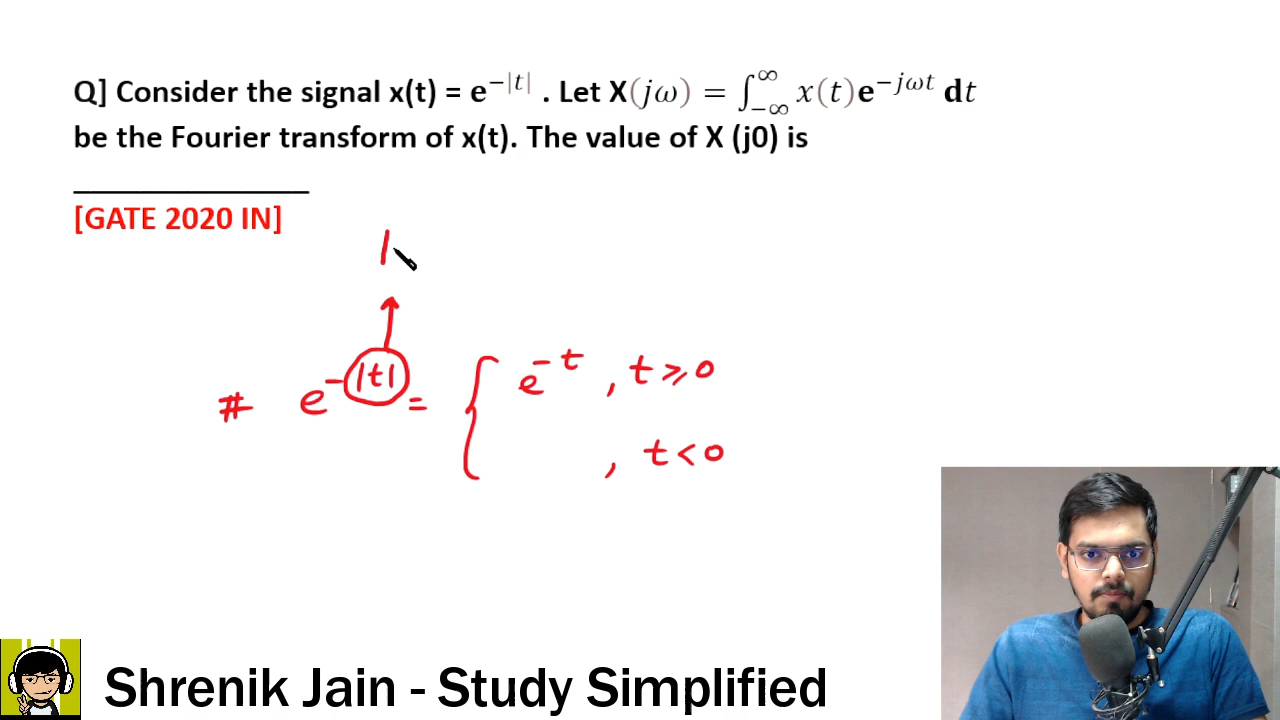 Q] Consider the signal x(t) = e^{-|t|} . Let X(jω) = ∫_{-∞}^{∞} x(t)e^{-jωt} dt
be the Fourier transform of x(t). The value of X (j0) is
_______________
[GATE 2020 IN]
|
# e^{-|t|} = { e^{-t} , t ≥ 0
, t < 0
Shrenik Jain - Study Simplified